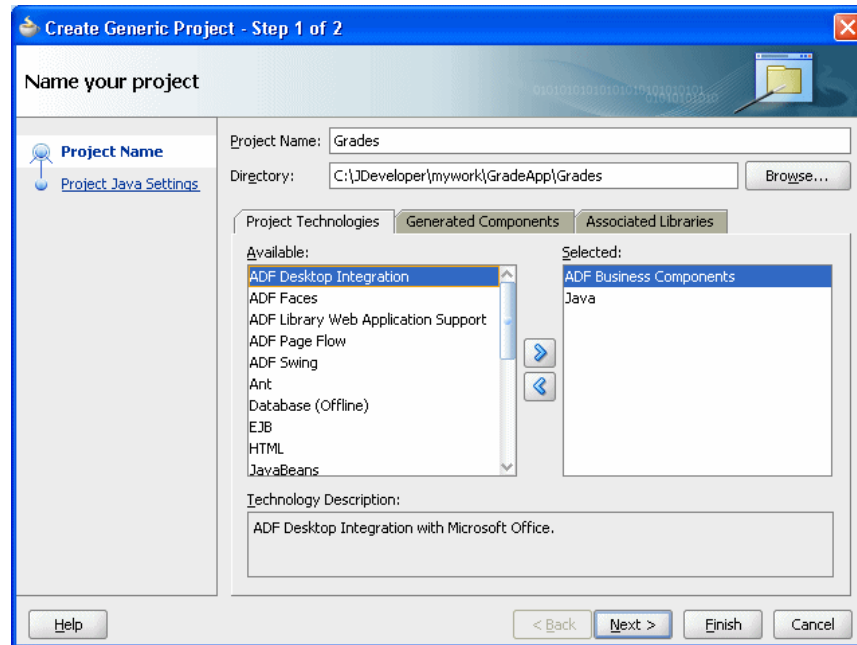 Create Generic Project - Step 1 of 2
Name your project
Project Name
Project Java Settings
Project Name: Grades
Directory: C:\JDeveloper\mywork\GradeApp\Grades Browse...
Project Technologies Generated Components Associated Libraries
Available:
ADF Desktop Integration
ADF Faces
ADF Library Web Application Support
ADF Page Flow
ADF Swing
Ant
Database (Offline)
EJB
HTML
JavaBeans
Selected:
ADF Business Components
Java
Technology Description:
ADF Desktop Integration with Microsoft Office.
Help < Back Next > Finish Cancel